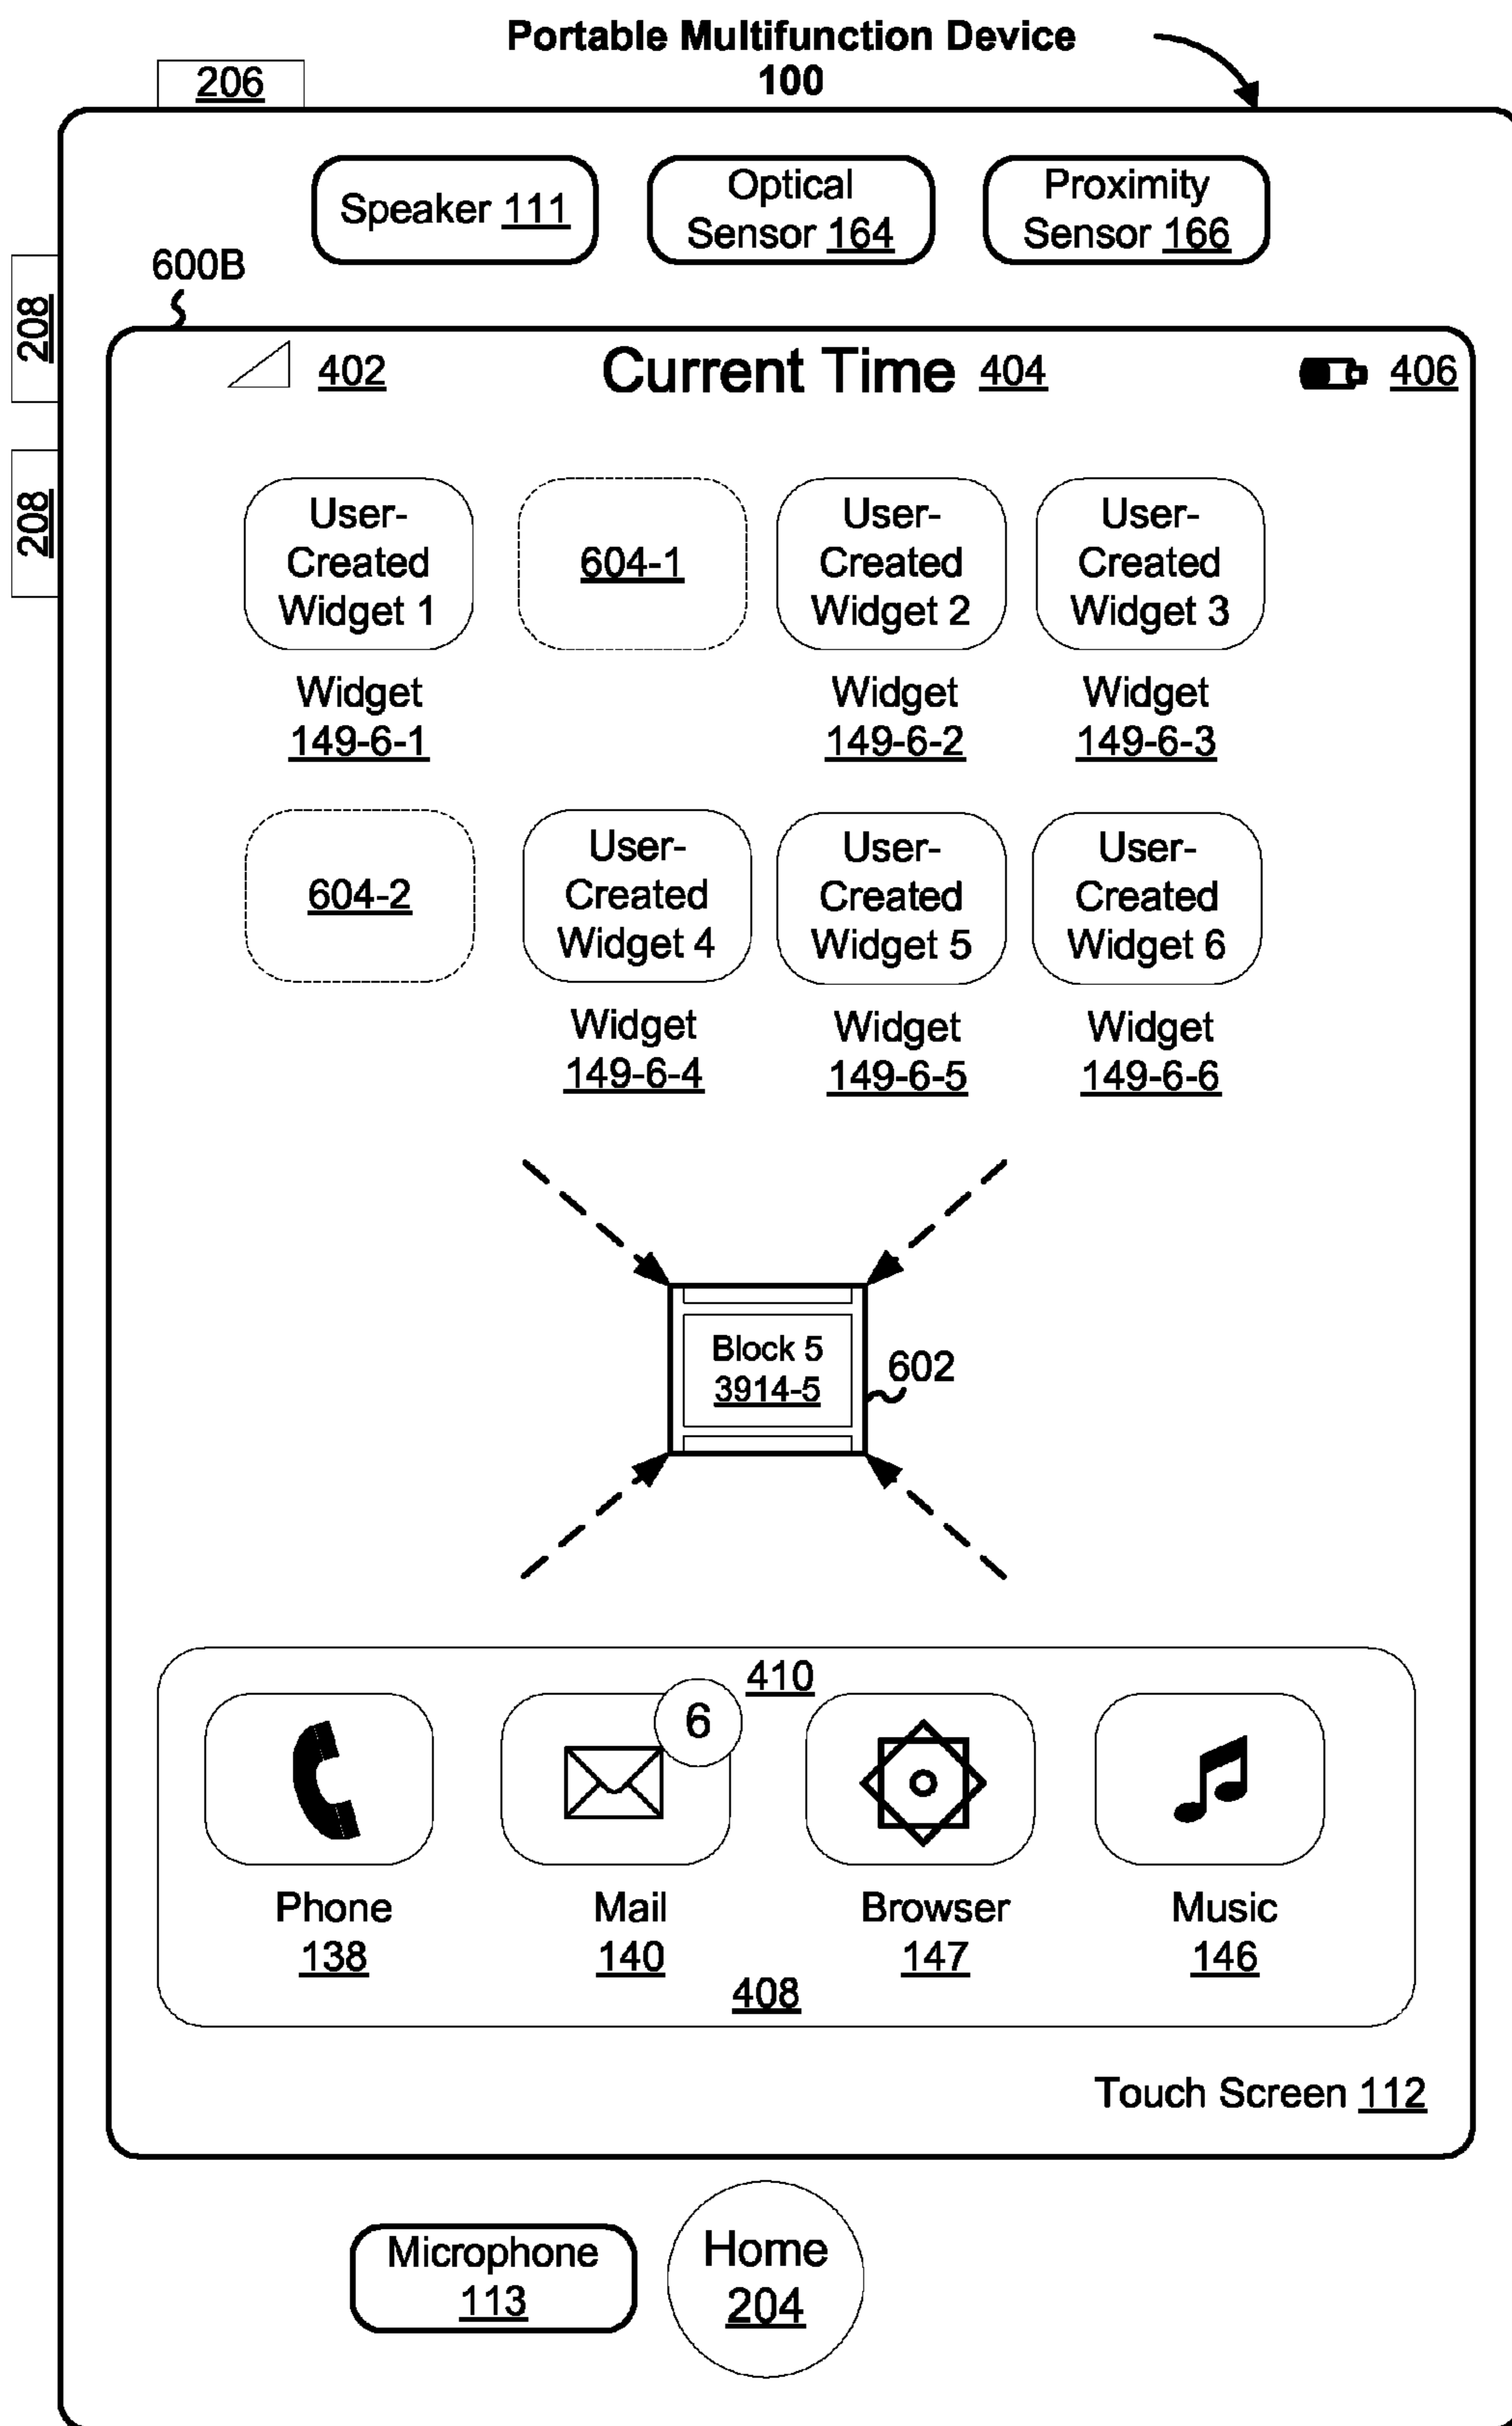 Portable Multifunction Device
100
206
Speaker 111
Optical
Sensor 164
Proximity
Sensor 166
600B
208
208
402
Current Time 404
406
User-
Created
Widget 1
604-1
User-
Created
Widget 2
User-
Created
Widget 3
Widget
149-6-1
Widget
149-6-2
Widget
149-6-3
604-2
User-
Created
Widget 4
User-
Created
Widget 5
User-
Created
Widget 6
Widget
149-6-4
Widget
149-6-5
Widget
149-6-6
Block 5
3914-5
602
410
6
Phone
138
Mail
140
Browser
147
Music
146
408
Touch Screen 112
Microphone
113
Home
204